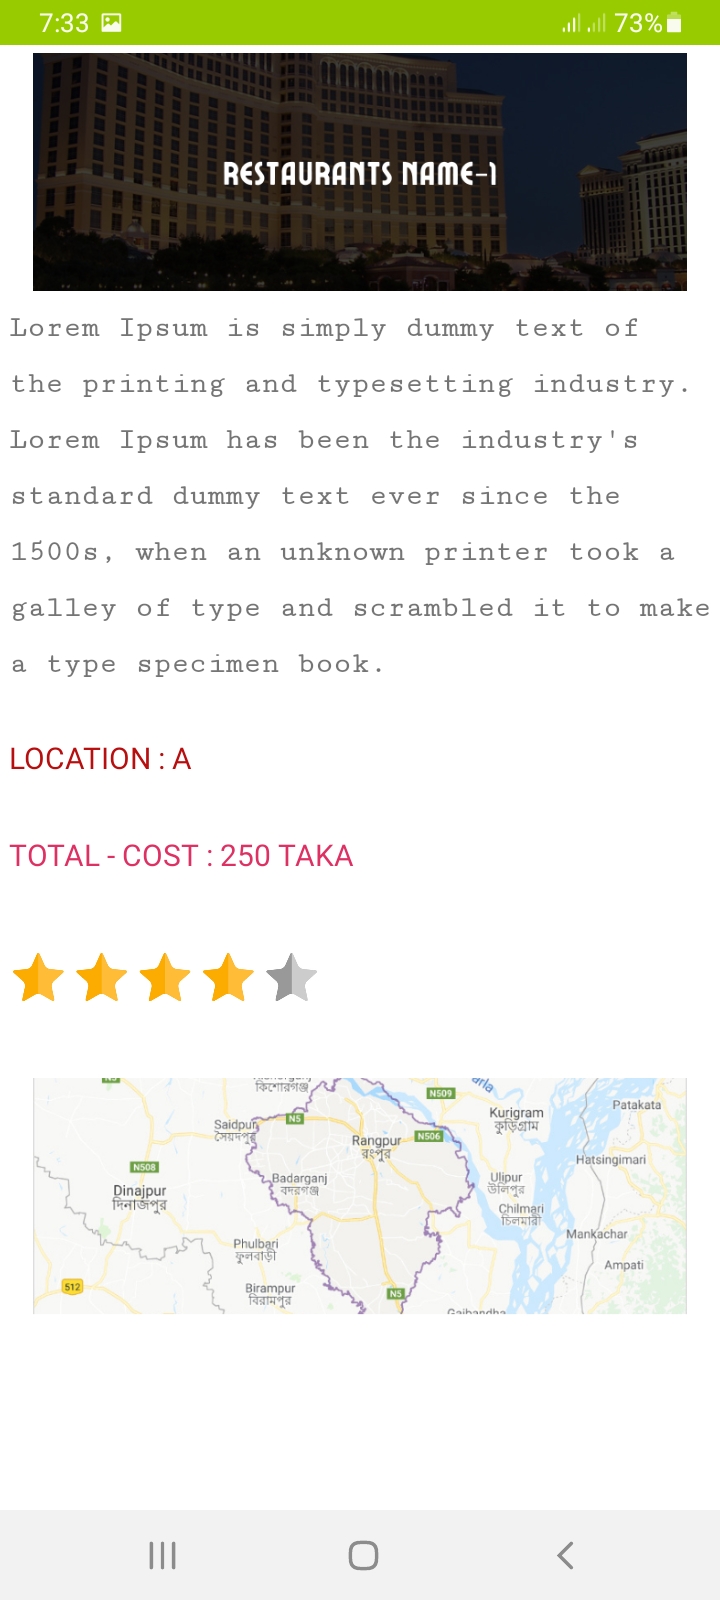 7:33 73%
RESTAURANTS NAME-1
Lorem Ipsum is simply dummy text of
the printing and typesetting industry.
Lorem Ipsum has been the industry's
standard dummy text ever since the
1500s, when an unknown printer took a
galley of type and scrambled it to make
a type specimen book.
LOCATION : A
TOTAL - COST : 250 TAKA
কিশোরগঞ্জ
N509
Patakata
Kurigram
কুড়িগ্রাম
N5
Saidpur
সৈয়দপুর
N506
Rangpur
রংপুর
N508
Hatsingimari
Badarganj
বদরগঞ্জ
Ulipur
উলিপুর
Dinajpur
দিনাজপুর
Chilmari
চিলমারী
Mankachar
Phulbari
ফুলবাড়ী
Ampati
512
Birampur
বিরামপুর
N5
Gaibandha